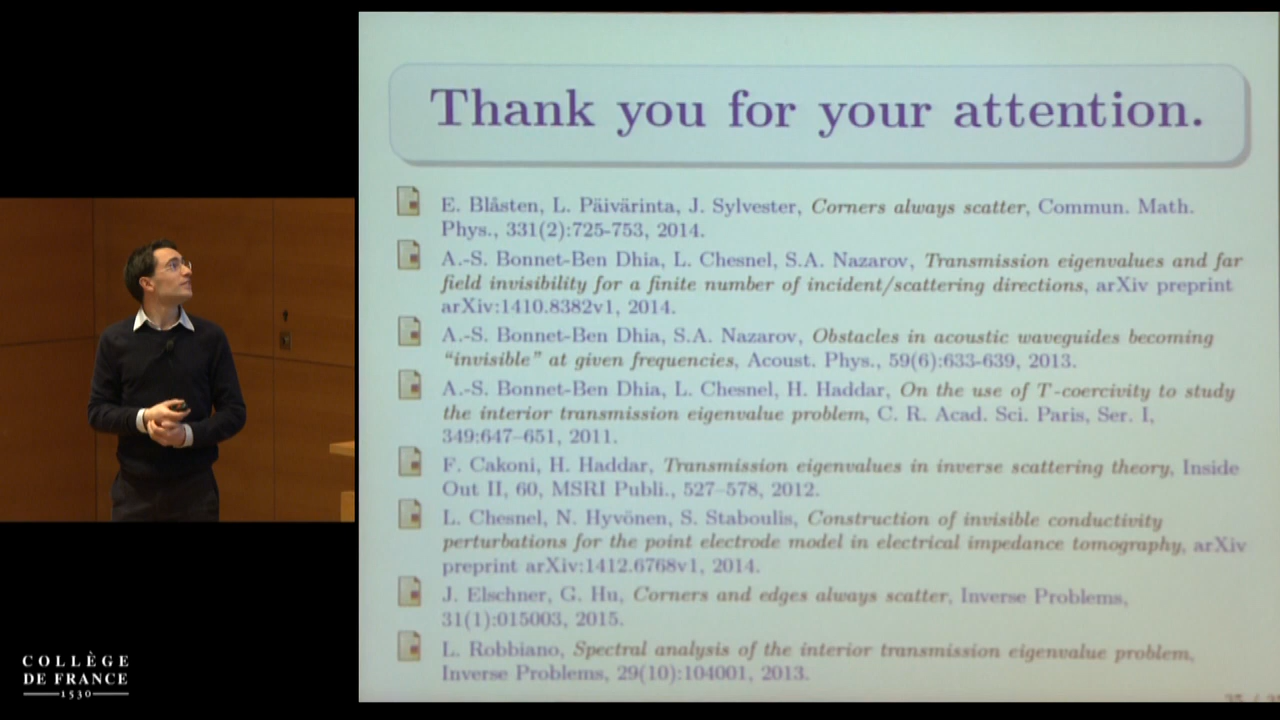 Thank you for your attention.
E. Blåsten, L. Päivärinta, J. Sylvester, Corners always scatter, Commun. Math.
Phys., 331(2):725-753, 2014.
A.-S. Bonnet-Ben Dhia, L. Chesnel, S.A. Nazarov, Transmission eigenvalues and far
field invisibility for a finite number of incident/scattering directions, arXiv preprint
arXiv:1410.8382v1, 2014.
A.-S. Bonnet-Ben Dhia, S.A. Nazarov, Obstacles in acoustic waveguides becoming
“invisible” at given frequencies, Acoust. Phys., 59(6):633-639, 2013.
A.-S. Bonnet-Ben Dhia, L. Chesnel, H. Haddar, On the use of T-coercivity to study
the interior transmission eigenvalue problem, C. R. Acad. Sci. Paris, Ser. I,
349:647–651, 2011.
F. Cakoni, H. Haddar, Transmission eigenvalues in inverse scattering theory, Inside
Out II, 60, MSRI Publi., 527–578, 2012.
L. Chesnel, N. Hyvönen, S. Staboulis, Construction of invisible conductivity
perturbations for the point electrode model in electrical impedance tomography, arXiv
preprint arXiv:1412.6768v1, 2014.
J. Elschner, G. Hu, Corners and edges always scatter, Inverse Problems,
31(1):015003, 2015.
L. Robbiano, Spectral analysis of the interior transmission eigenvalue problem,
Inverse Problems, 29(10):104001, 2013.
COLLÈGE
DE FRANCE
1530